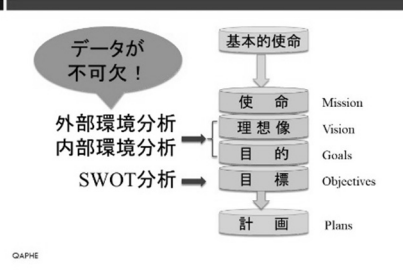 データが
不可欠！
基本的使命
使 命 Mission
外部環境分析
理 想 像 Vision
内部環境分析
目 的 Goals
SWOT分析
目 標 Objectives
計 画 Plans
QAPHE